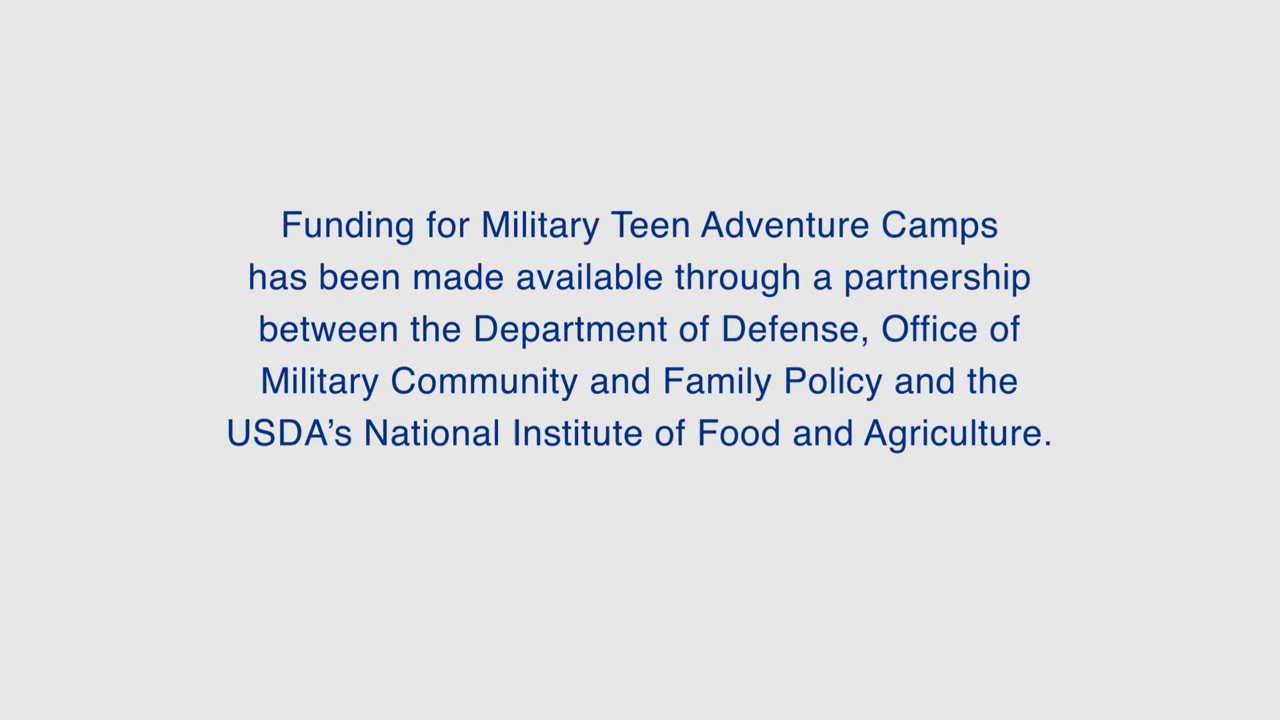 Funding for Military Teen Adventure Camps
has been made available through a partnership
between the Department of Defense, Office of
Military Community and Family Policy and the
USDA’s National Institute of Food and Agriculture.